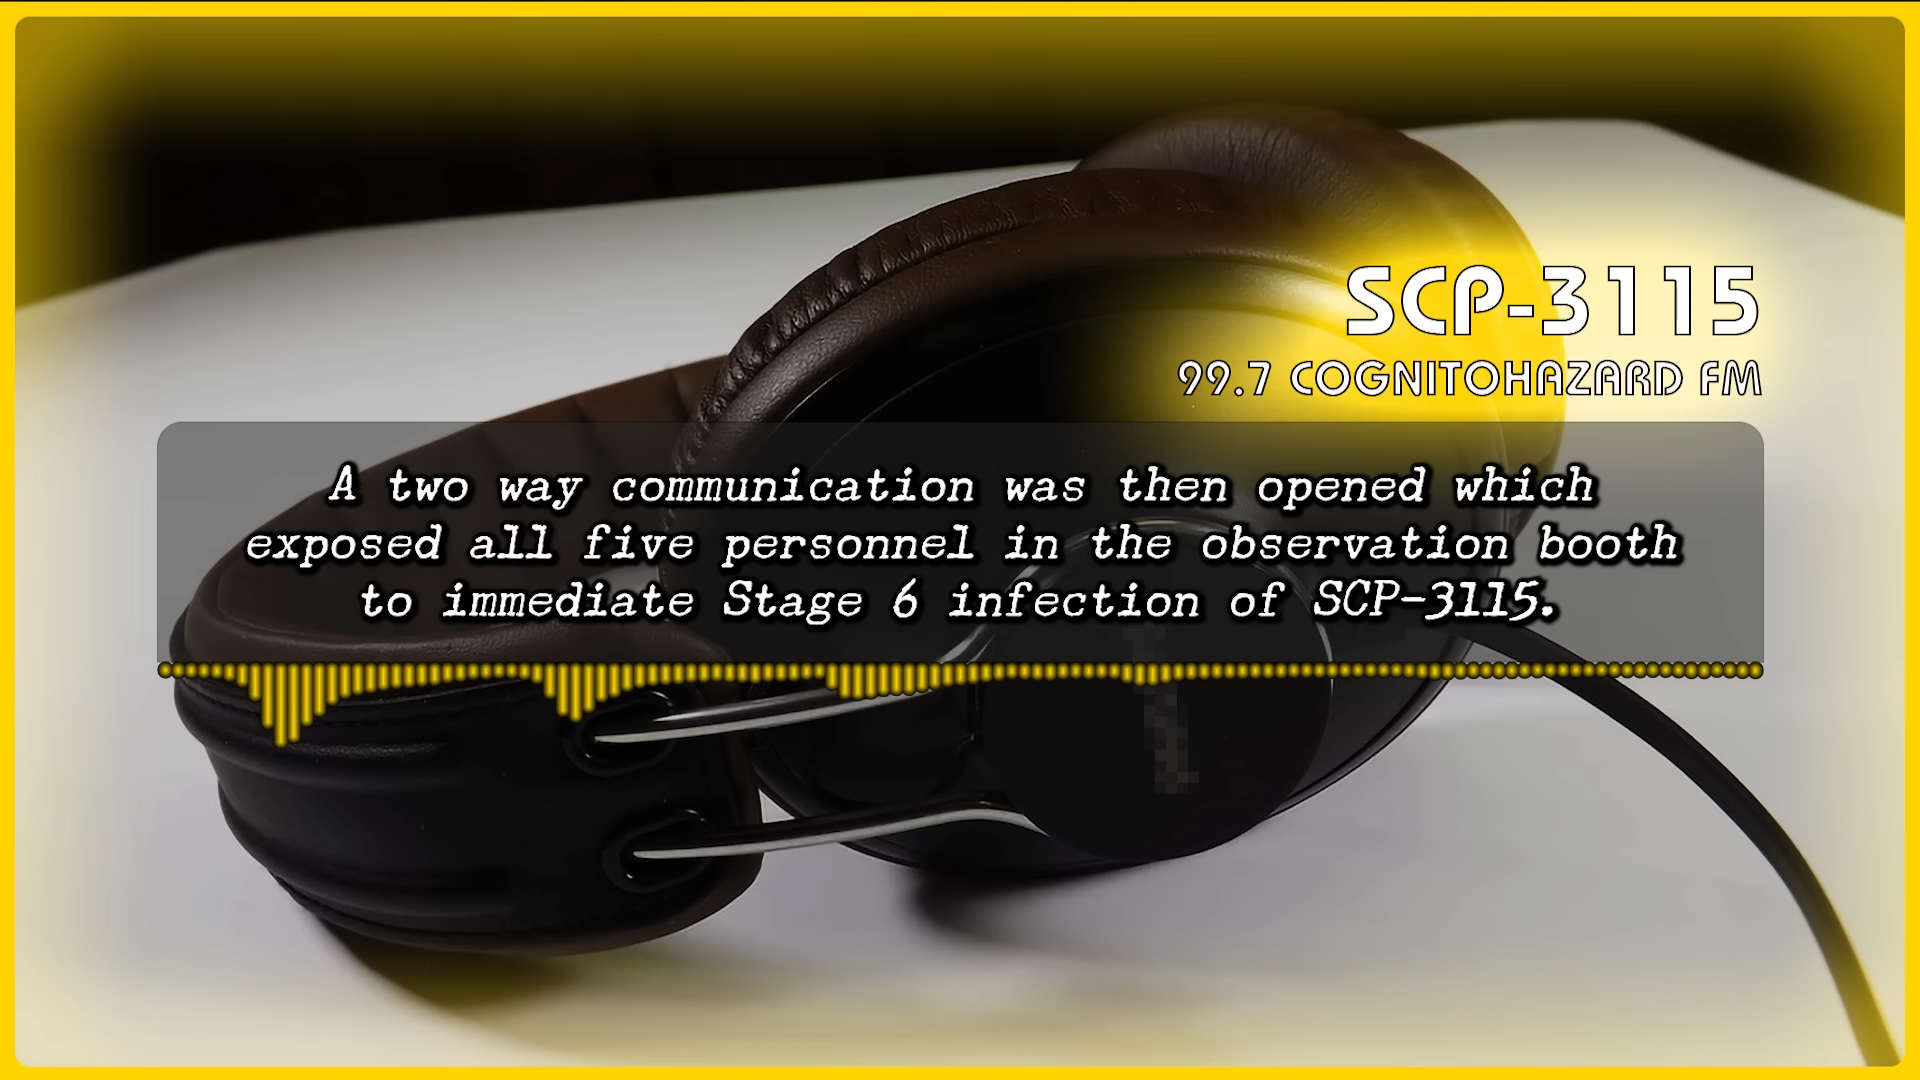 SCP-3115
99.7 COGNITOHAZARD FM
A two way communication was then opened which
exposed all five personnel in the observation booth
to immediate Stage 6 infection of SCP-3115.